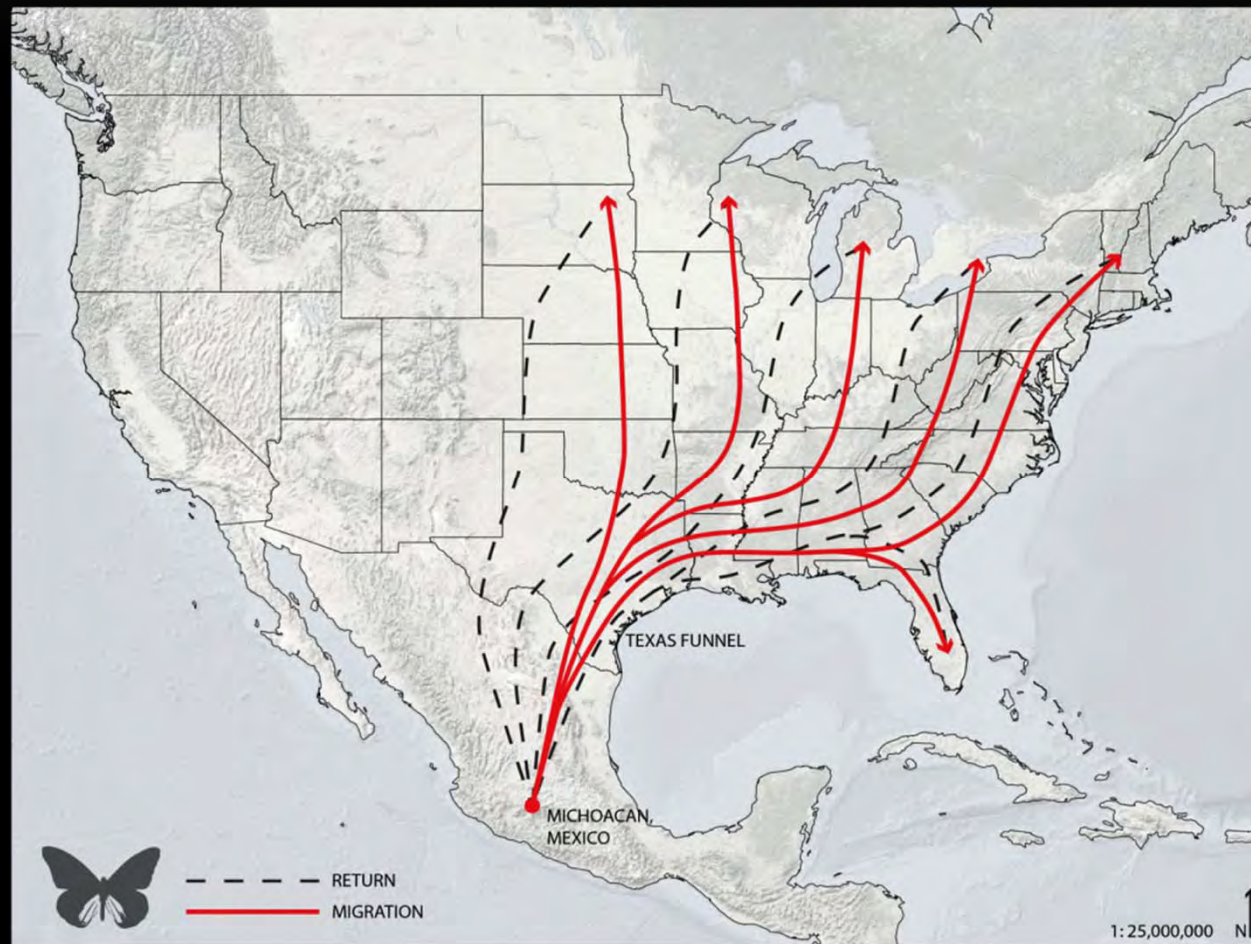 TEXAS FUNNEL
MICHOACAN,
MEXICO
RETURN
MIGRATION
1: 25,000,000